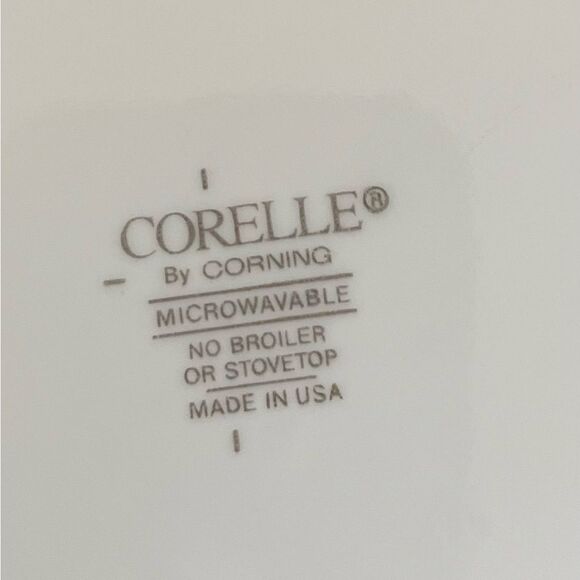 CORELLE®
By CORNING
MICROWAVABLE
NO BROILER
OR STOVETOP
MADE IN USA